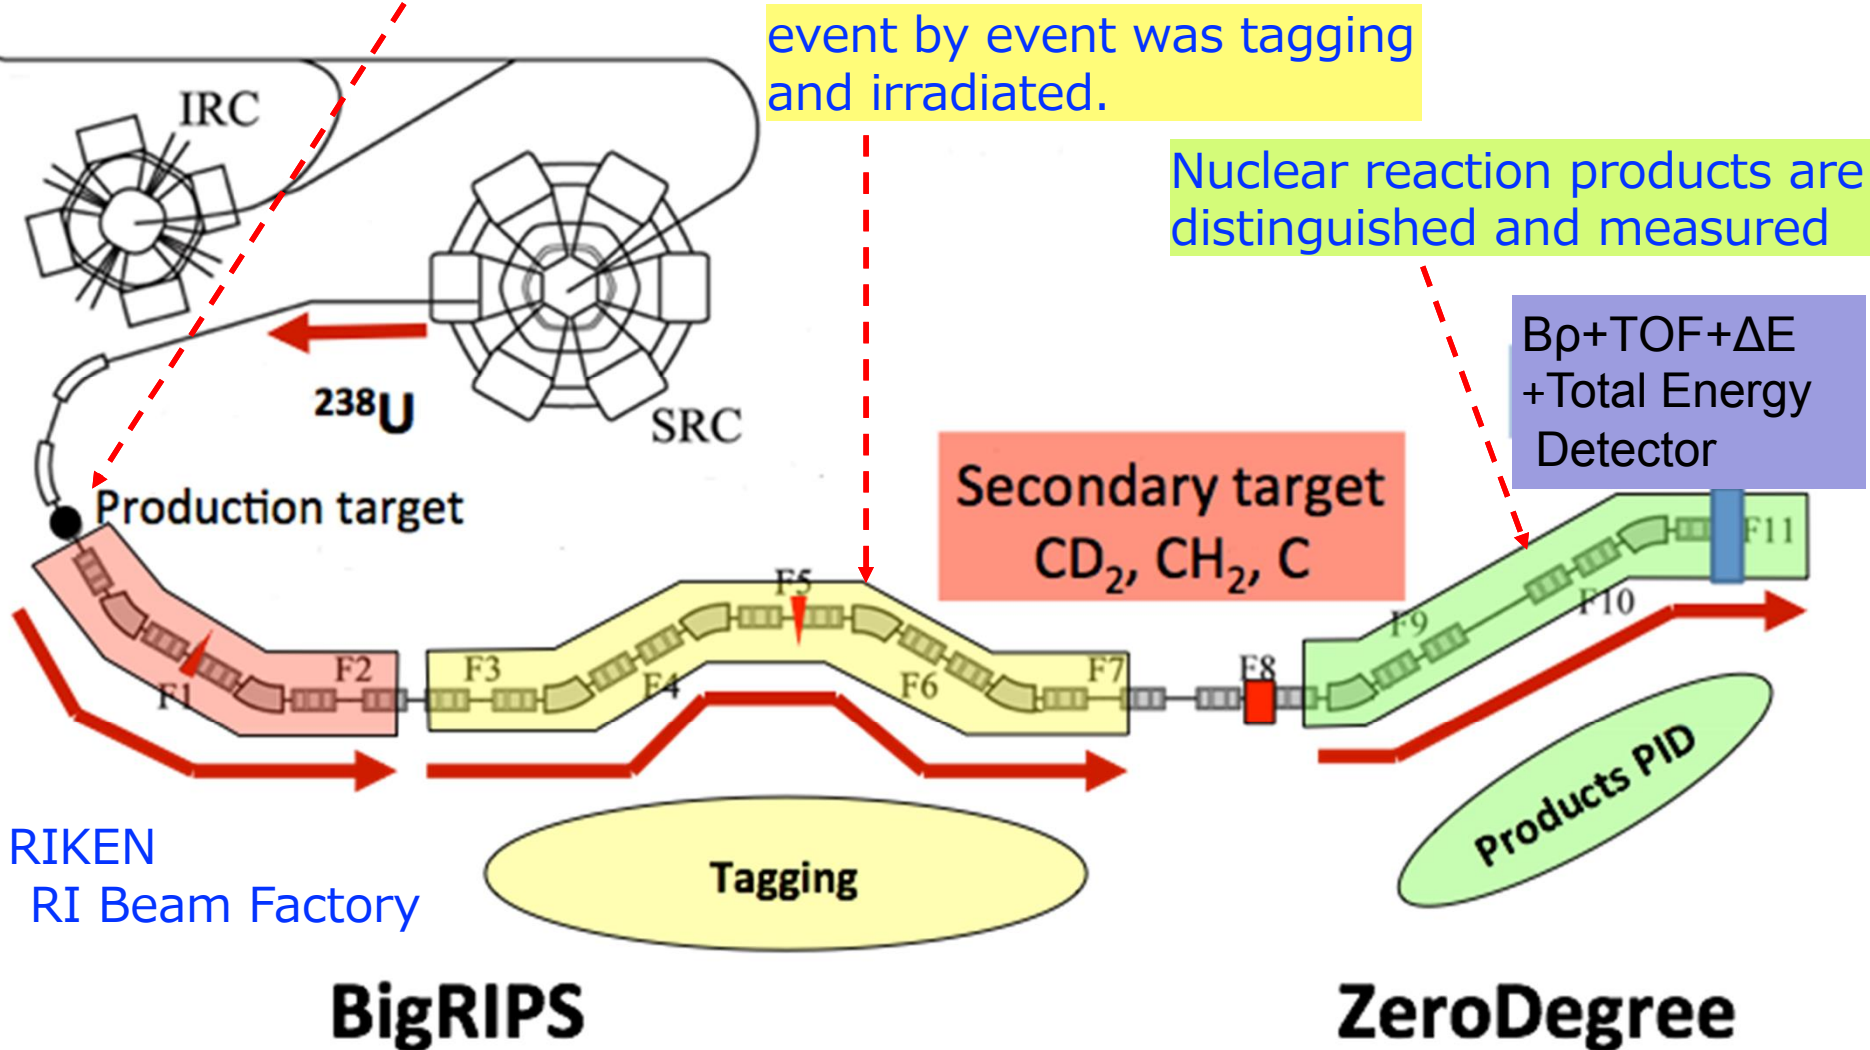 event by event was tagging
and irradiated.
IRC
Nuclear reaction products are
distinguished and measured
Bρ+TOF+ΔE
+Total Energy
Detector
²³⁸U
SRC
Production target
Secondary target
CD₂, CH₂, C
F1
F2
F3
F4
F5
F6
F7
F8
F9
F10
F11
Products PID
Tagging
RIKEN
RI Beam Factory
BigRIPS
ZeroDegree